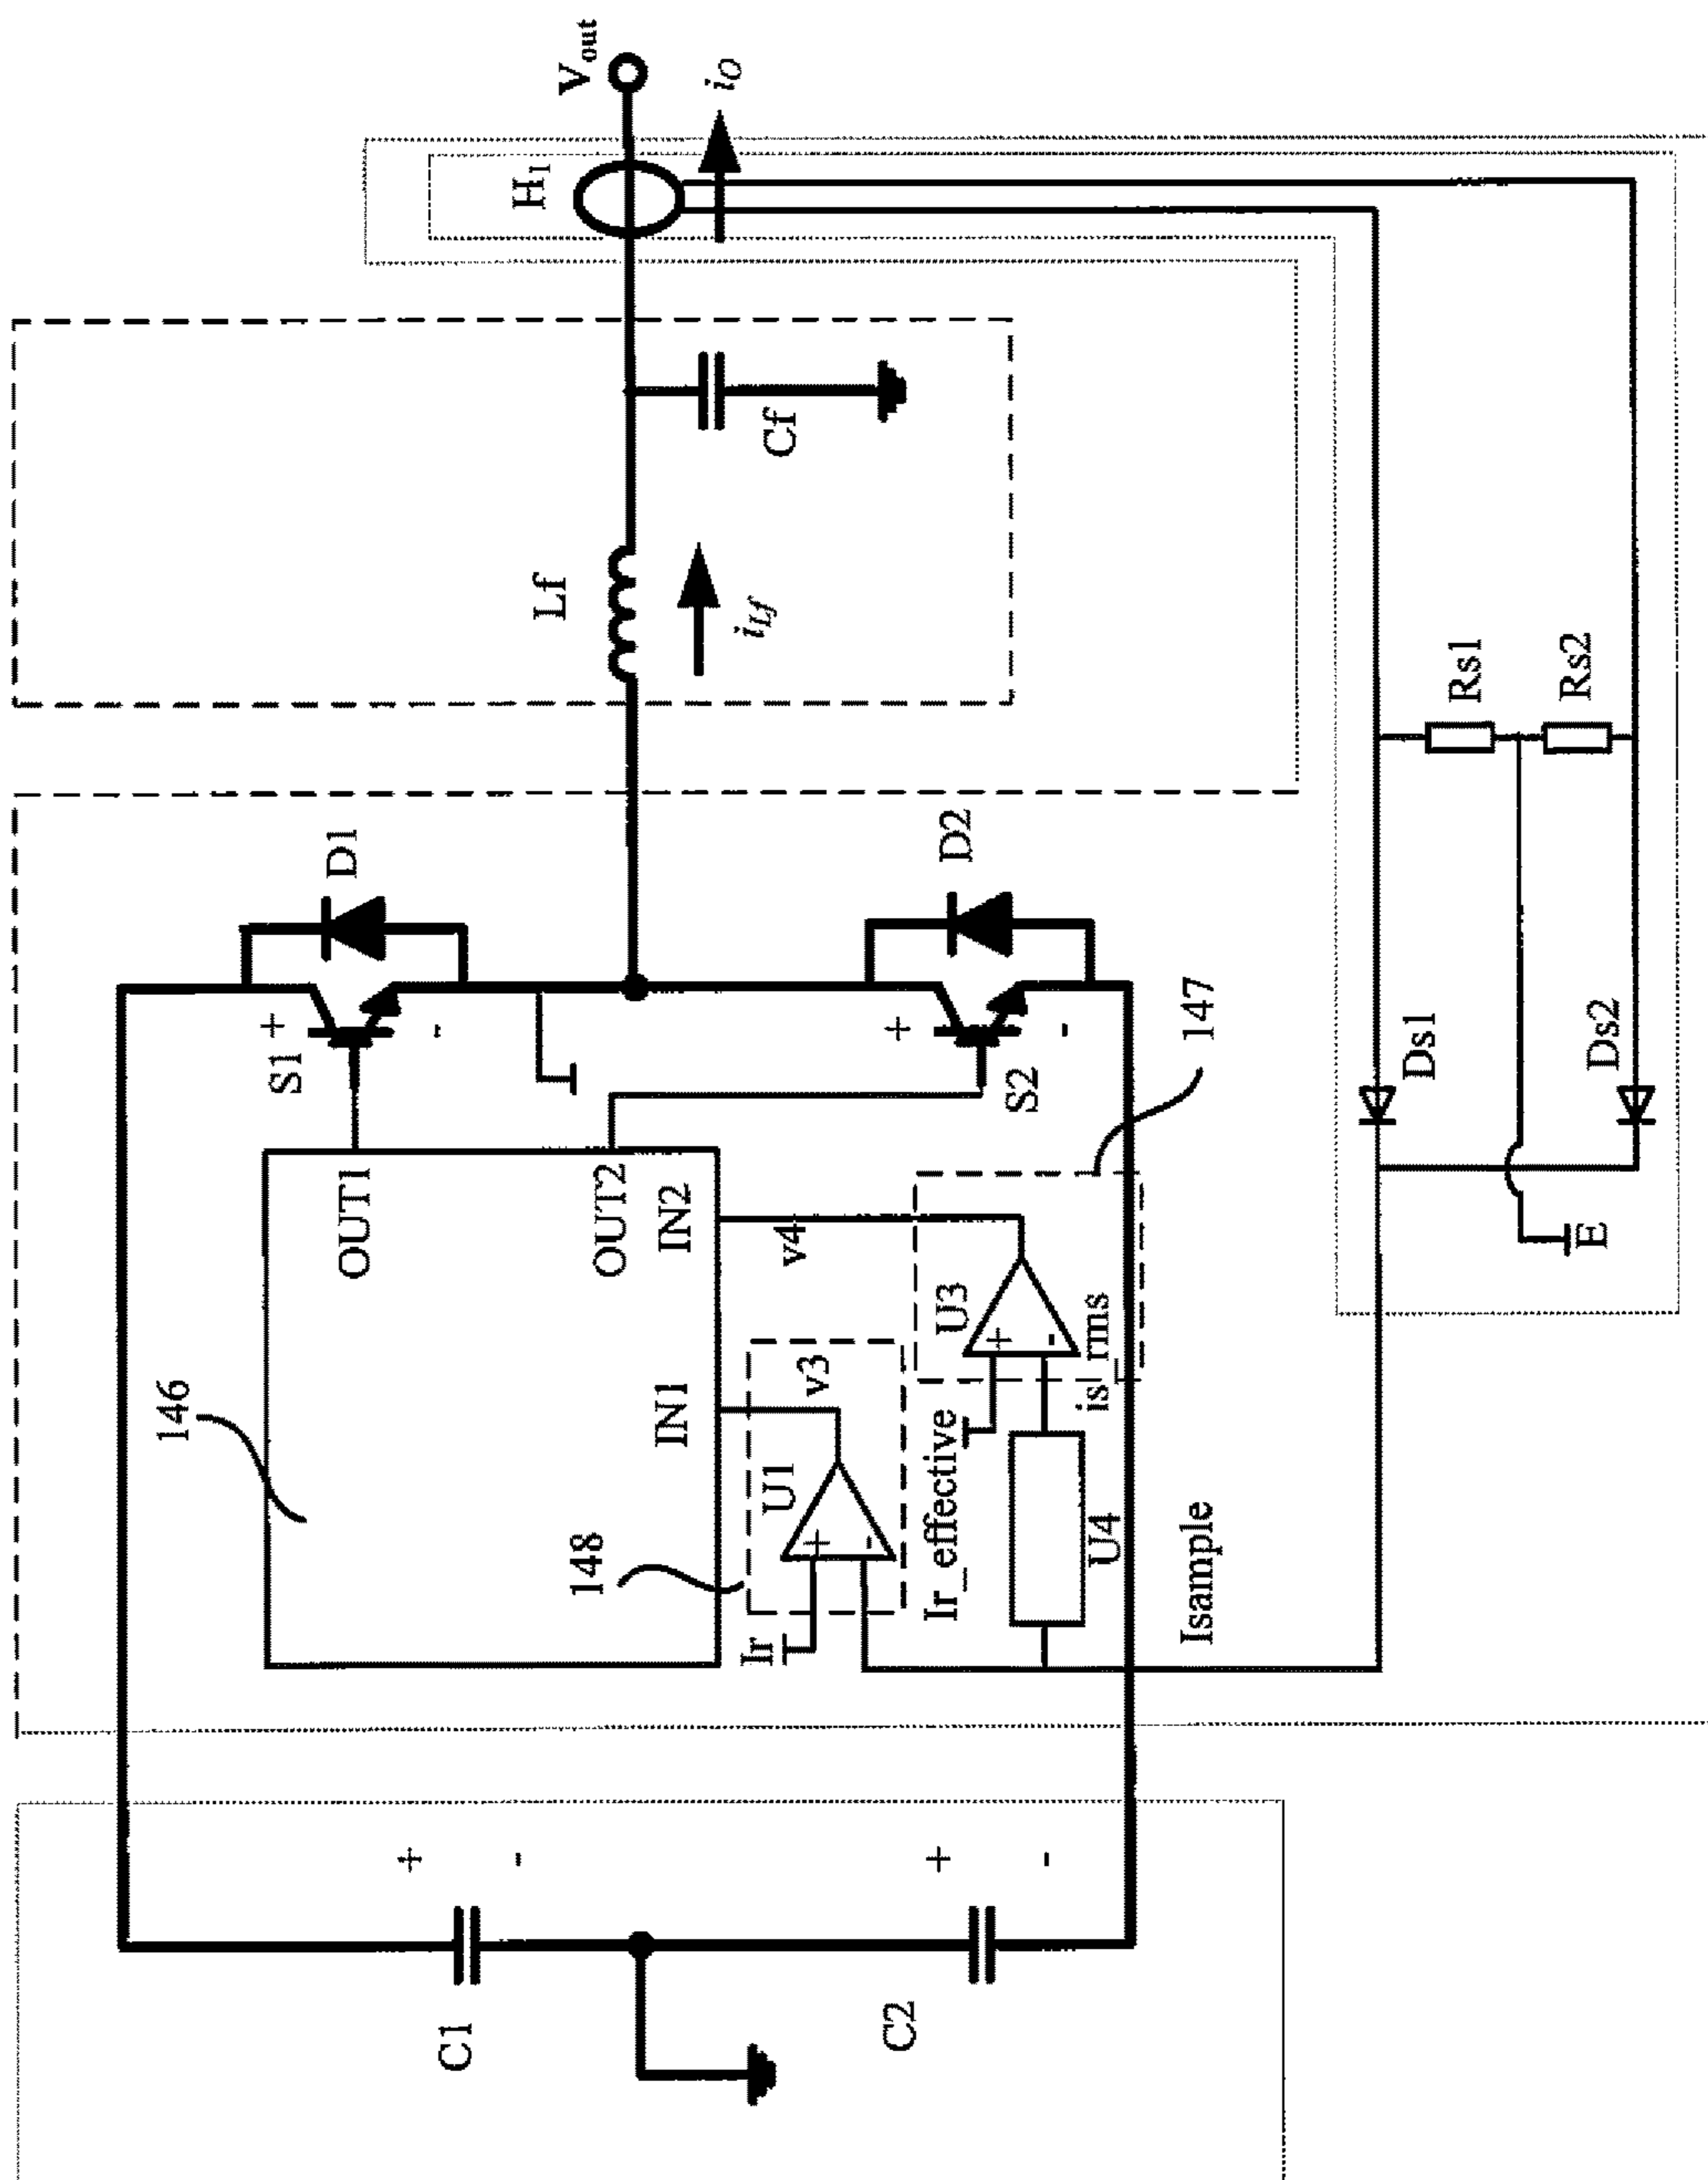 C1
+
-
C2
+
-
146
OUT1
OUT2
IN1
IN2
148
U1
+
-
v3
Ir
147
U3
+
-
v4
Ir_effective
is_rms
U4
Isample
S1
+
-
D1
S2
+
-
D2
Lf
iLf
Cf
H1
Vout
iO
Rs1
Rs2
Ds1
Ds2
E